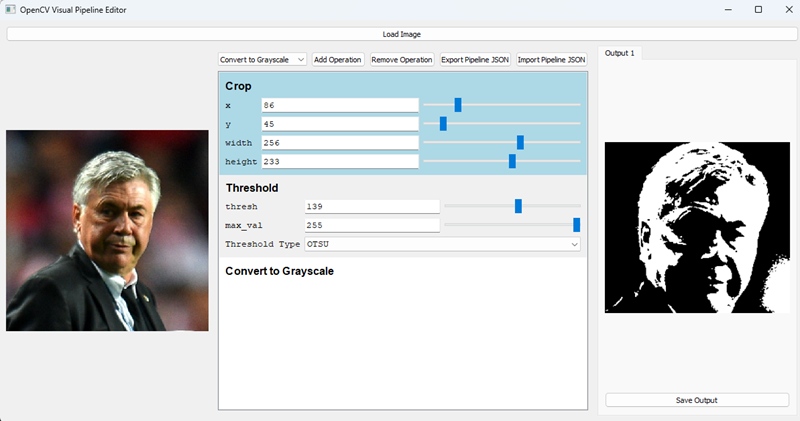 OpenCV Visual Pipeline Editor
Load Image
Convert to Grayscale Add Operation Remove Operation Export Pipeline JSON Import Pipeline JSON
Output 1
Crop
x 86
y 45
width 256
height 233
Threshold
thresh 139
max_val 255
Threshold Type OTSU
Convert to Grayscale
Save Output